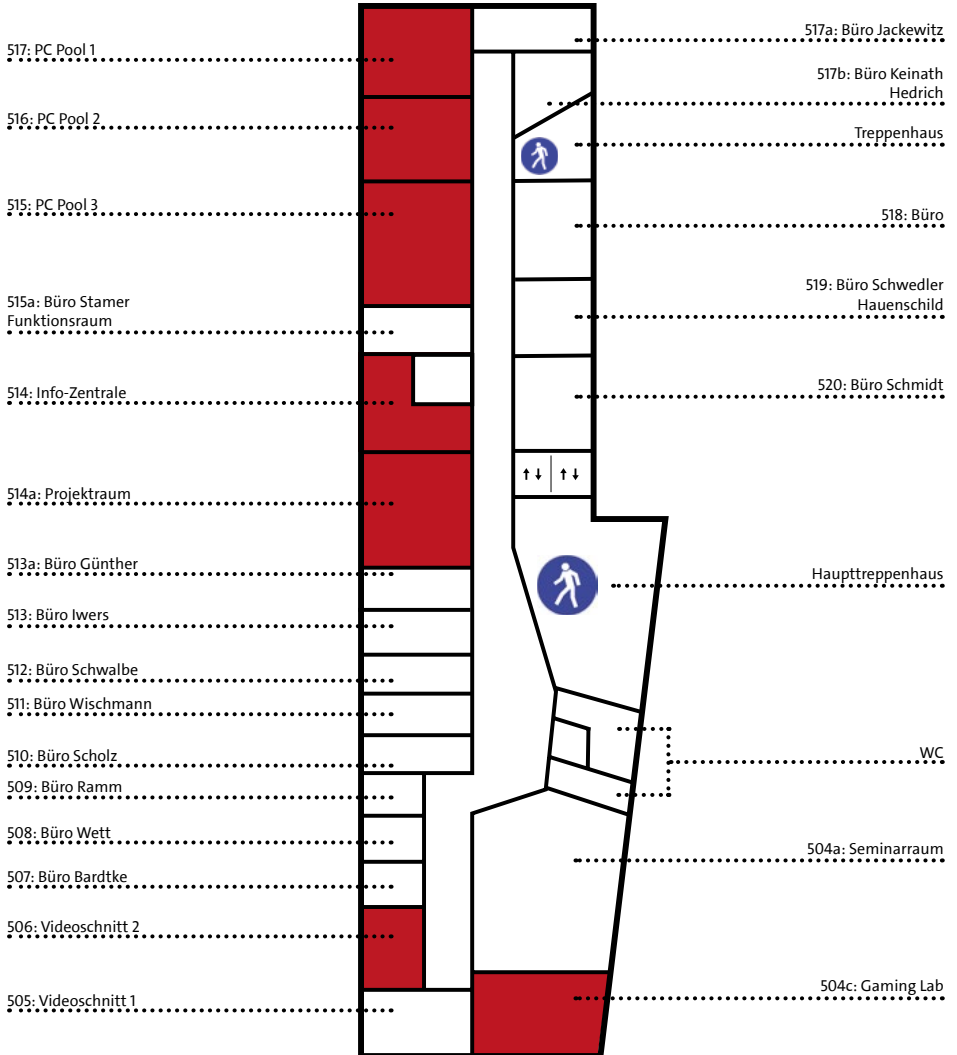 517: PC Pool 1
516: PC Pool 2
515: PC Pool 3
515a: Büro Stamer
Funktionsraum
514: Info-Zentrale
514a: Projektraum
513a: Büro Günther
513: Büro Iwers
512: Büro Schwalbe
511: Büro Wischmann
510: Büro Scholz
509: Büro Ramm
508: Büro Wett
507: Büro Bardtke
506: Videoschnitt 2
505: Videoschnitt 1
517a: Büro Jackewitz
517b: Büro Keinath
Hedrich
Treppenhaus
518: Büro
519: Büro Schwedler
Hauenschild
520: Büro Schmidt
Haupttreppenhaus
WC
504a: Seminarraum
504c: Gaming Lab